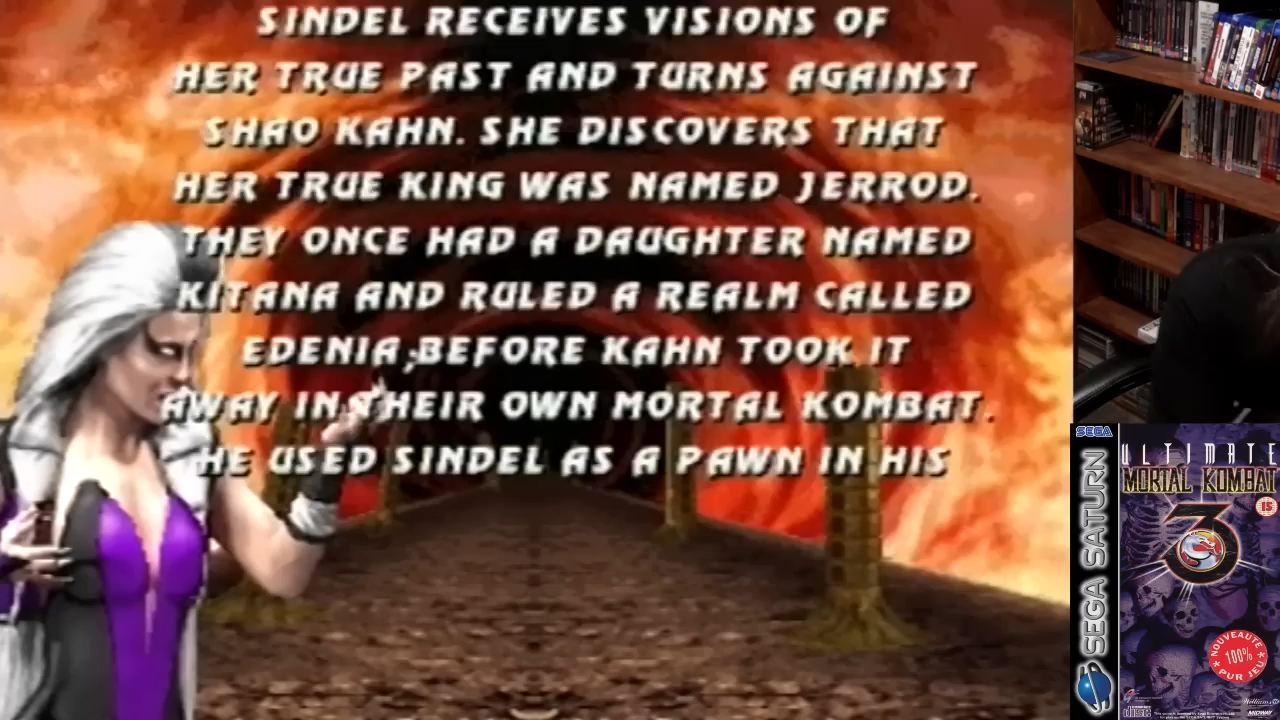 SINDEL RECEIVES VISIONS OF
HER TRUE PAST AND TURNS AGAINST
SHAO KAHN. SHE DISCOVERS THAT
HER TRUE KING WAS NAMED JERROD.
THEY ONCE HAD A DAUGHTER NAMED
KITANA AND RULED A REALM CALLED
EDENIA,BEFORE KAHN TOOK IT
AWAY IN THEIR OWN MORTAL KOMBAT.
HE USED SINDEL AS A PAWN IN HIS
SEGA
SEGA SATURN
ULTIMATE
MORTAL KOMBAT
3
15
NOUVEAUTÉ
100%
PUR JEU
Williams
MIDWAY